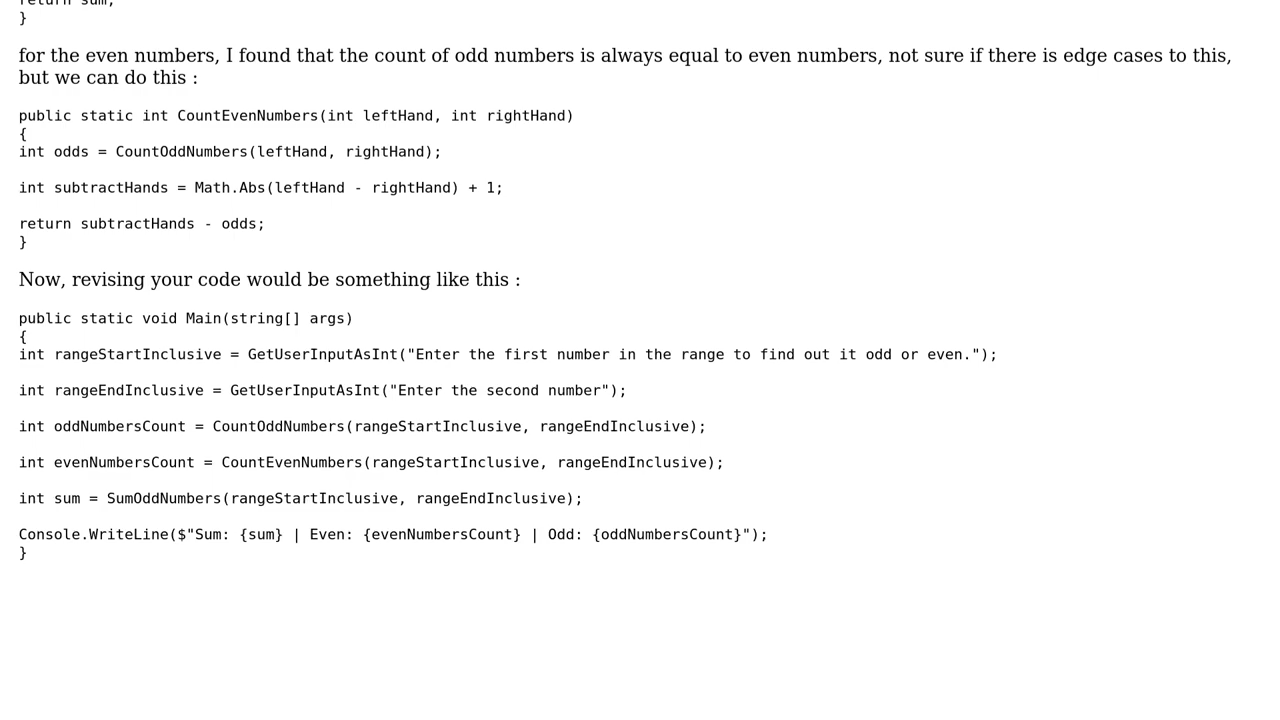 return sum;
}
for the even numbers, I found that the count of odd numbers is always equal to even numbers, not sure if there is edge cases to this,
but we can do this :
public static int CountEvenNumbers(int leftHand, int rightHand)
{
int odds = CountOddNumbers(leftHand, rightHand);
int subtractHands = Math.Abs(leftHand - rightHand) + 1;
return subtractHands - odds;
}
Now, revising your code would be something like this :
public static void Main(string[] args)
{
int rangeStartInclusive = GetUserInputAsInt("Enter the first number in the range to find out it odd or even.");
int rangeEndInclusive = GetUserInputAsInt("Enter the second number");
int oddNumbersCount = CountOddNumbers(rangeStartInclusive, rangeEndInclusive);
int evenNumbersCount = CountEvenNumbers(rangeStartInclusive, rangeEndInclusive);
int sum = SumOddNumbers(rangeStartInclusive, rangeEndInclusive);
Console.WriteLine($"Sum: {sum} | Even: {evenNumbersCount} | Odd: {oddNumbersCount}");
}